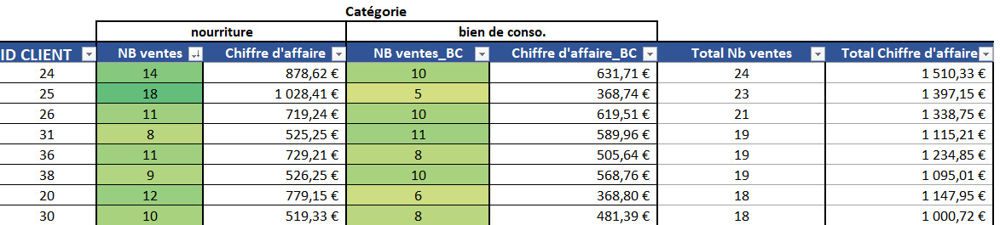 Catégorie
nourriture bien de conso.
ID CLIENT NB ventes Chiffre d'affaire NB ventes_BC Chiffre d'affaire_BC Total Nb ventes Total Chiffre d'affaire
24 14 878,62 € 10 631,71 € 24 1 510,33 €
25 18 1 028,41 € 5 368,74 € 23 1 397,15 €
26 11 719,24 € 10 619,51 € 21 1 338,75 €
31 8 525,25 € 11 589,96 € 19 1 115,21 €
36 11 729,21 € 8 505,64 € 19 1 234,85 €
38 9 526,25 € 10 568,76 € 19 1 095,01 €
20 12 779,15 € 6 368,80 € 18 1 147,95 €
30 10 519,33 € 8 481,39 € 18 1 000,72 €